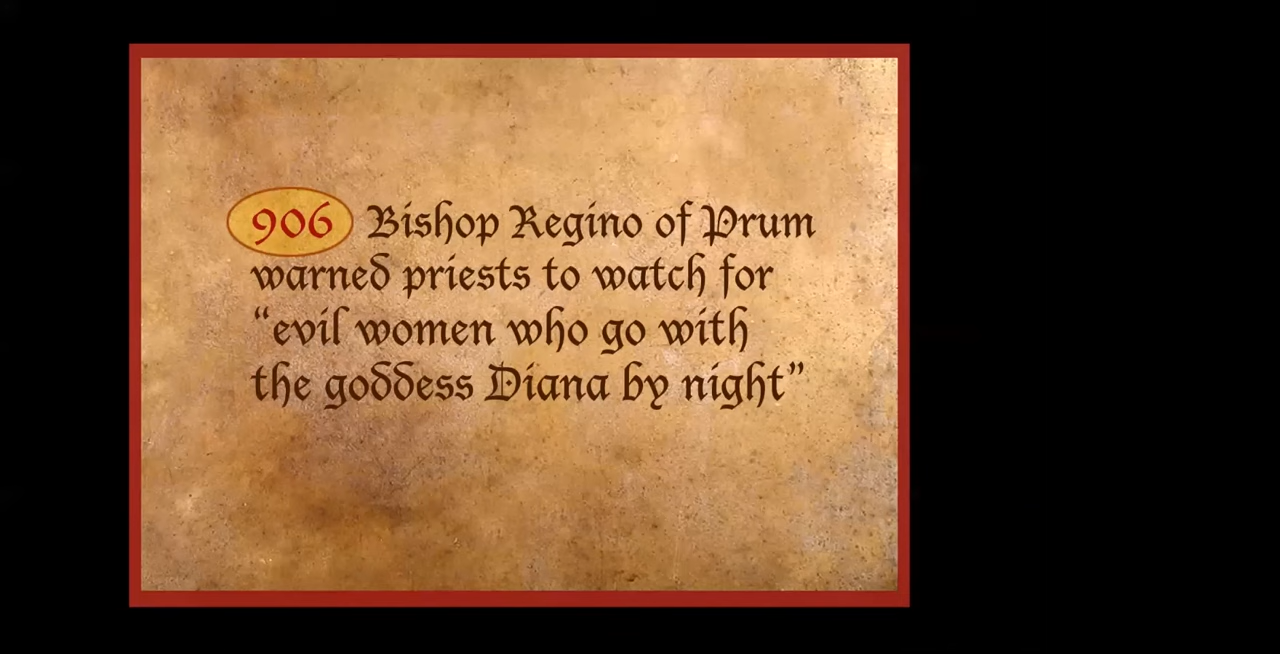 906 Bishop Regino of Prum
warned priests to watch for
“evil women who go with
the goddess Diana by night”